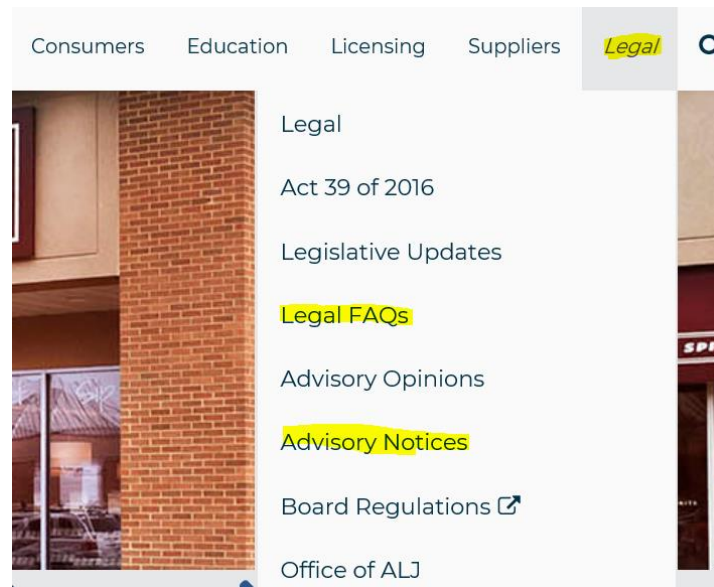 Consumers Education Licensing Suppliers Legal
Legal
Act 39 of 2016
Legislative Updates
Legal FAQs
Advisory Opinions
Advisory Notices
Board Regulations
Office of ALJ